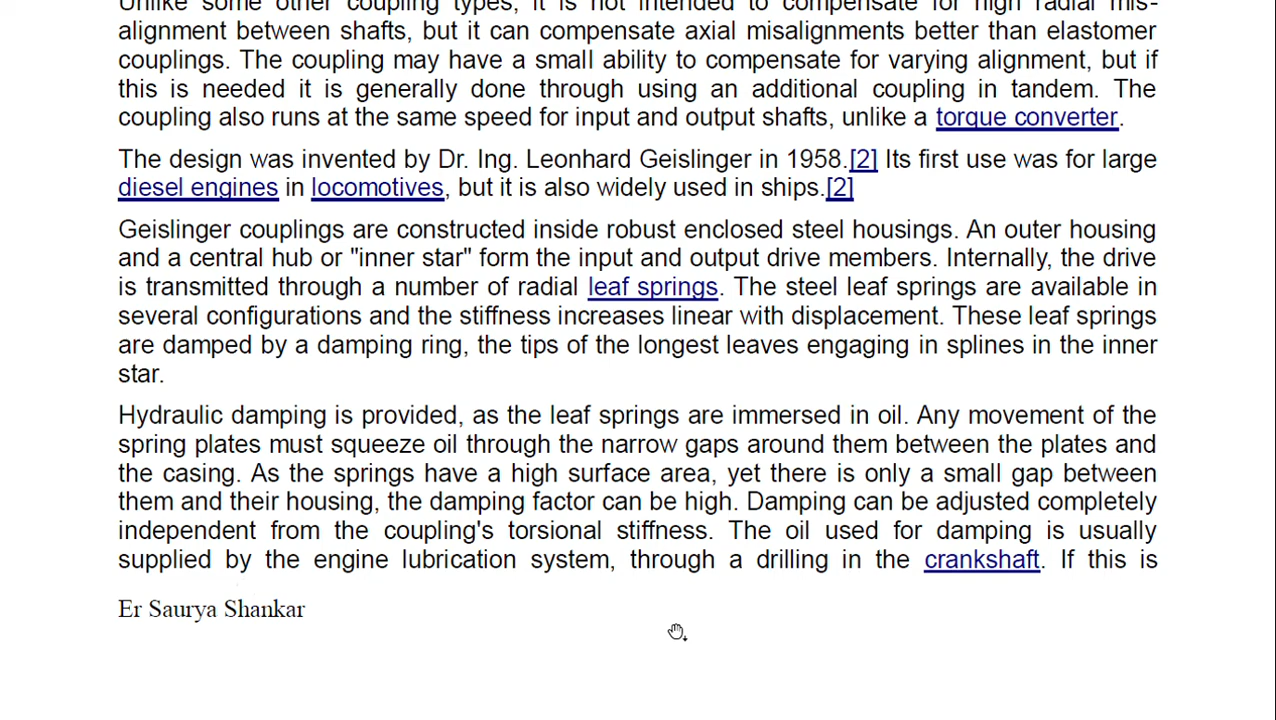 Unlike some other coupling types, it is not intended to compensate for high radial mis-
alignment between shafts, but it can compensate axial misalignments better than elastomer
couplings. The coupling may have a small ability to compensate for varying alignment, but if
this is needed it is generally done through using an additional coupling in tandem. The
coupling also runs at the same speed for input and output shafts, unlike a torque converter.
The design was invented by Dr. Ing. Leonhard Geislinger in 1958.[2] Its first use was for large
diesel engines in locomotives, but it is also widely used in ships.[2]
Geislinger couplings are constructed inside robust enclosed steel housings. An outer housing
and a central hub or "inner star" form the input and output drive members. Internally, the drive
is transmitted through a number of radial leaf springs. The steel leaf springs are available in
several configurations and the stiffness increases linear with displacement. These leaf springs
are damped by a damping ring, the tips of the longest leaves engaging in splines in the inner
star.
Hydraulic damping is provided, as the leaf springs are immersed in oil. Any movement of the
spring plates must squeeze oil through the narrow gaps around them between the plates and
the casing. As the springs have a high surface area, yet there is only a small gap between
them and their housing, the damping factor can be high. Damping can be adjusted completely
independent from the coupling's torsional stiffness. The oil used for damping is usually
supplied by the engine lubrication system, through a drilling in the crankshaft. If this is
Er Saurya Shankar